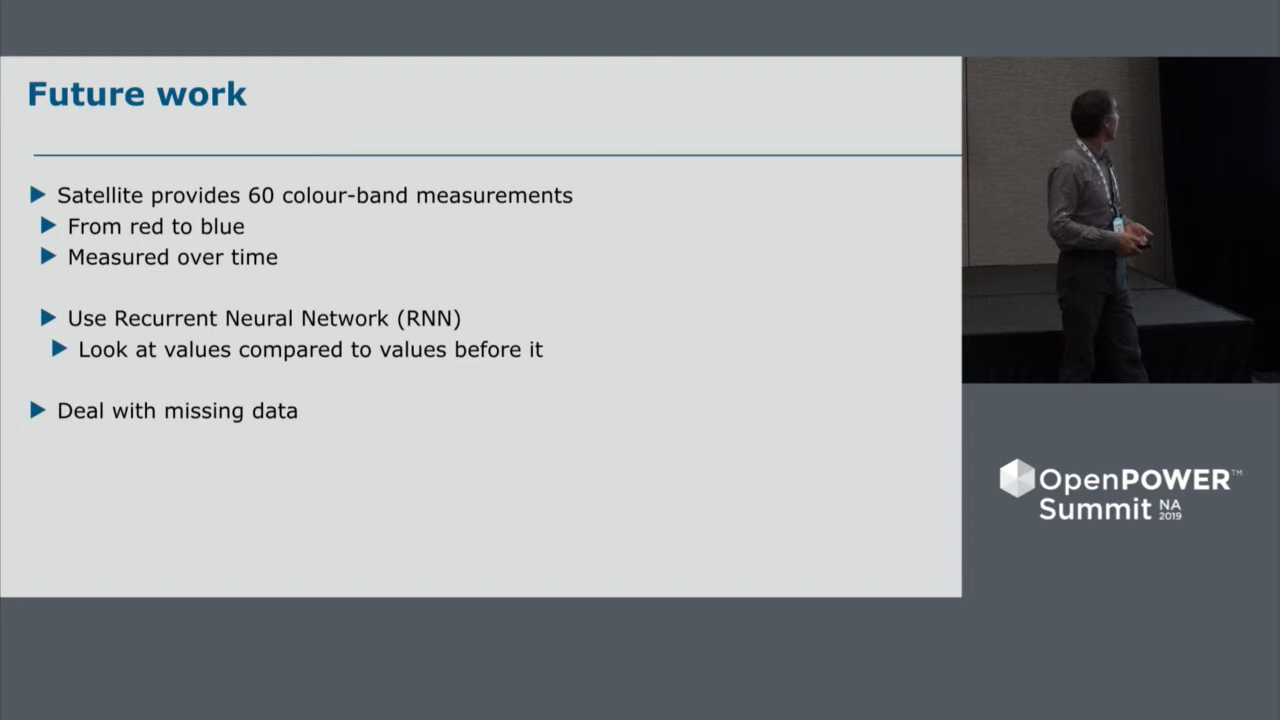 Future work
Satellite provides 60 colour-band measurements
From red to blue
Measured over time
Use Recurrent Neural Network (RNN)
Look at values compared to values before it
Deal with missing data
OpenPOWER™
Summit NA
2019